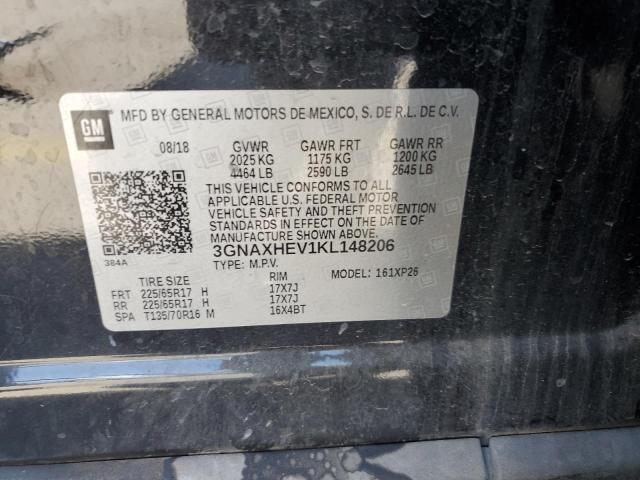 GM
MFD BY GENERAL MOTORS DE MEXICO, S. DE R.L. DE C.V.
08/18 GVWR GAWR FRT GAWR RR
2025 KG 1175 KG 1200 KG
4464 LB 2590 LB 2645 LB
THIS VEHICLE CONFORMS TO ALL
APPLICABLE U.S. FEDERAL MOTOR
VEHICLE SAFETY AND THEFT PREVENTION
STANDARDS IN EFFECT ON THE DATE OF
MANUFACTURE SHOWN ABOVE.
384A
3GNAXHEV1KL148206
TYPE: M.P.V. MODEL: 161XP26
TIRE SIZE RIM
FRT 225/65R17 H 17X7J
RR 225/65R17 H 17X7J
SPA T135/70R16 M 16X4BT